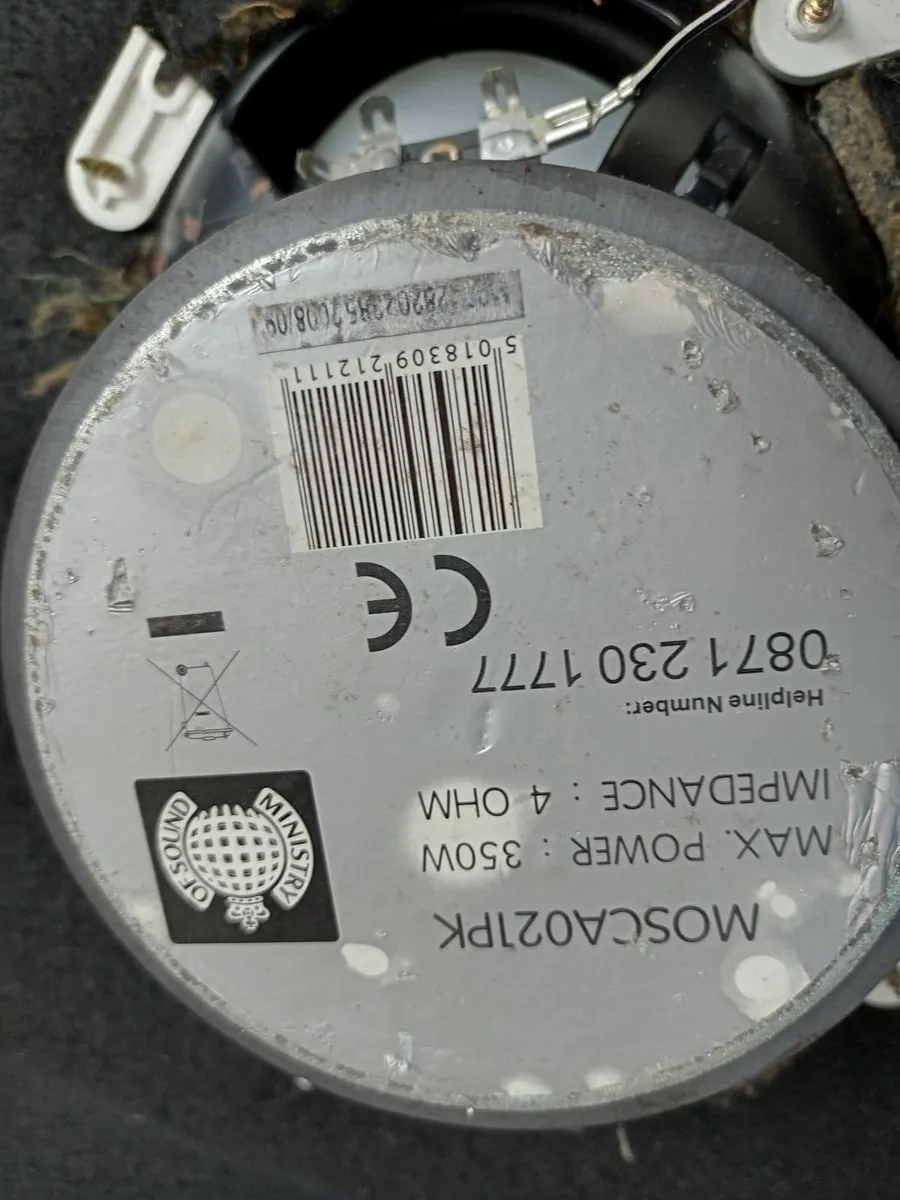 MOSCA021PK
MAX. POWER : 350W
IMPEDANCE : 4 OHM
MINISTRY
OF SOUND
Helpline Number:
0871 230 1777
CE
5 018309 212111